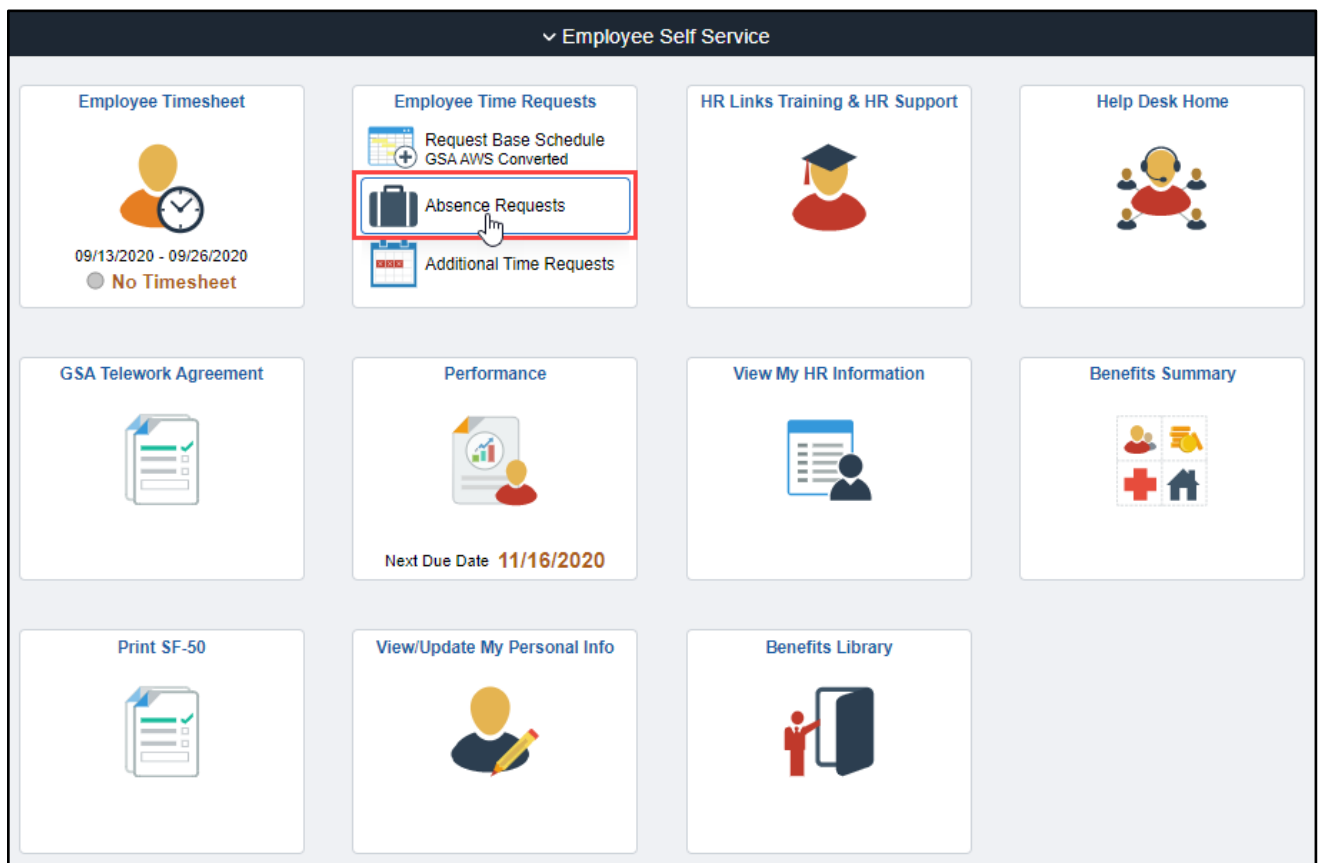 Employee Self Service
Employee Timesheet
09/13/2020 - 09/26/2020
No Timesheet
Employee Time Requests
Request Base Schedule
GSA AWS Converted
Absence Requests
Additional Time Requests
HR Links Training & HR Support
Help Desk Home
GSA Telework Agreement
Performance
Next Due Date 11/16/2020
View My HR Information
Benefits Summary
Print SF-50
View/Update My Personal Info
Benefits Library